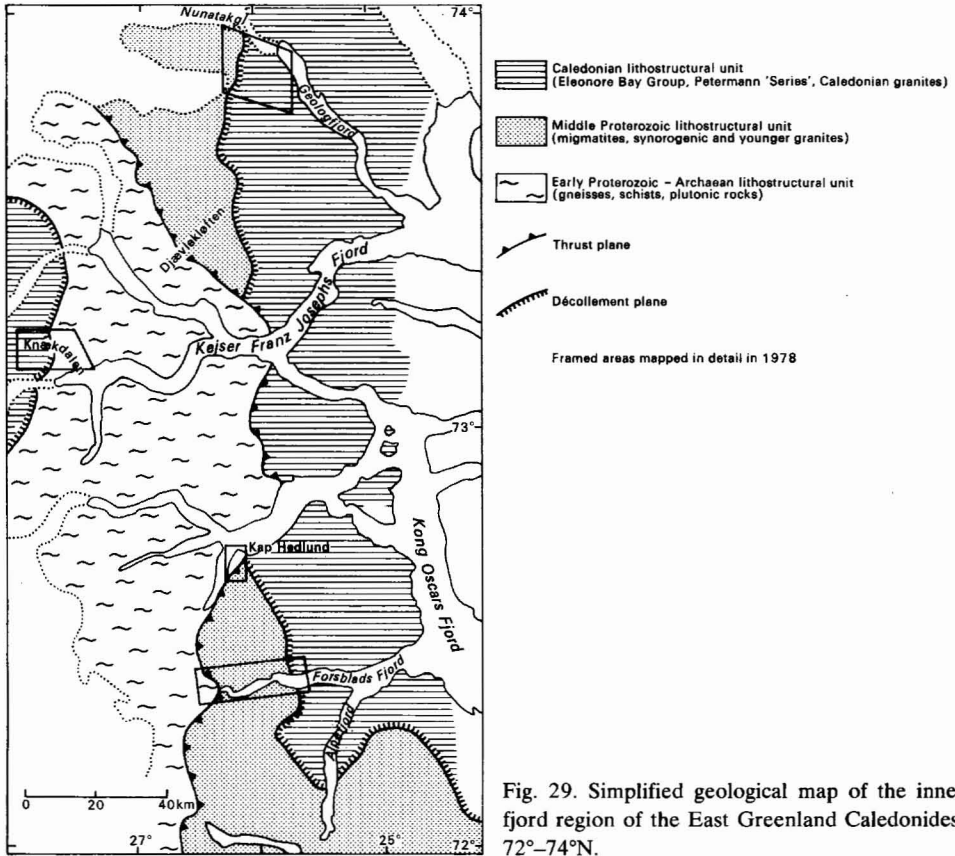 Nunatakgl.
74°
Geologfjord
Djævlekløften
Fjord
Keiser Franz Josephs
Knækdalen
73°
Kap Hedlund
Kong Oscars Fjord
Forsblads Fjord
Alpefjord
0 20 40km
27°
25°
72°
Caledonian lithostructural unit
(Eleonore Bay Group, Petermann 'Series', Caledonian granites)
Middle Proterozoic lithostructural unit
(migmatites, synorogenic and younger granites)
Early Proterozoic - Archaean lithostructural unit
(gneisses, schists, plutonic rocks)
Thrust plane
Décollement plane
Framed areas mapped in detail in 1978
Fig. 29. Simplified geological map of the inne
fjord region of the East Greenland Caledonides
72°–74°N.